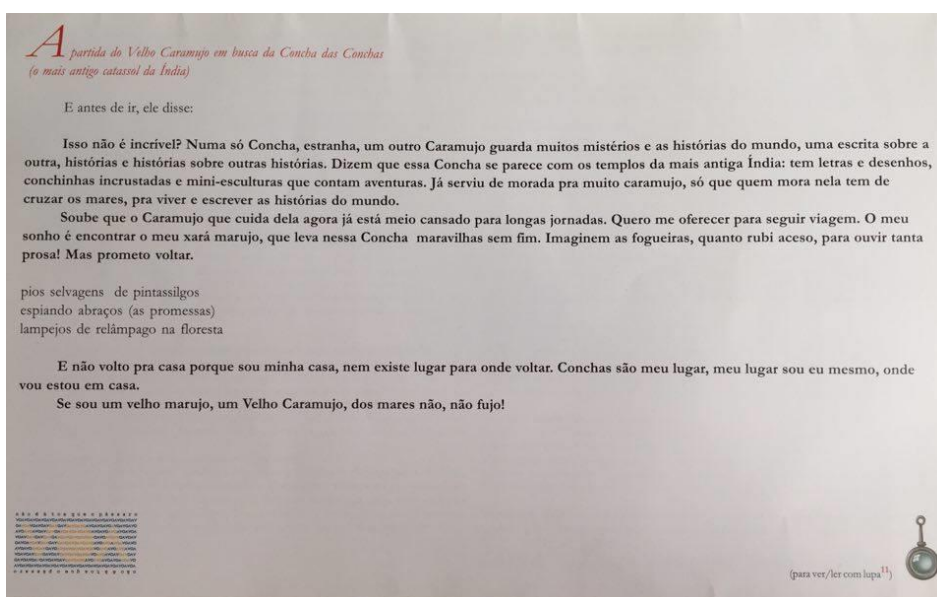 A partida do Velho Caramujo em busca da Concha das Conchas
(o mais antigo catassol da Índia)
E antes de ir, ele disse:
Isso não é incrível? Numa só Concha, estranha, um outro Caramujo guarda muitos mistérios e as histórias do mundo, uma escrita sobre a
outra, histórias e histórias sobre outras histórias. Dizem que essa Concha se parece com os templos da mais antiga Índia: tem letras e desenhos,
conchinhas incrustadas e mini-esculturas que contam aventuras. Já serviu de morada pra muito caramujo, só que quem mora nela tem de
cruzar os mares, pra viver e escrever as histórias do mundo.
Soube que o Caramujo que cuida dela agora já está meio cansado para longas jornadas. Quero me oferecer para seguir viagem. O meu
sonho é encontrar o meu xará marujo, que leva nessa Concha maravilhas sem fim. Imaginem as fogueiras, quanto rubi aceso, para ouvir tanta
prosa! Mas prometo voltar.
pios selvagens de pintassilgos
espiando abraços (as promessas)
lampejos de relâmpago na floresta
E não volto pra casa porque sou minha casa, nem existe lugar para onde voltar. Conchas são meu lugar, meu lugar sou eu mesmo, onde
vou estou em casa.
Se sou um velho marujo, um Velho Caramujo, dos mares não, não fujo!
(para ver/ler com lupa11)